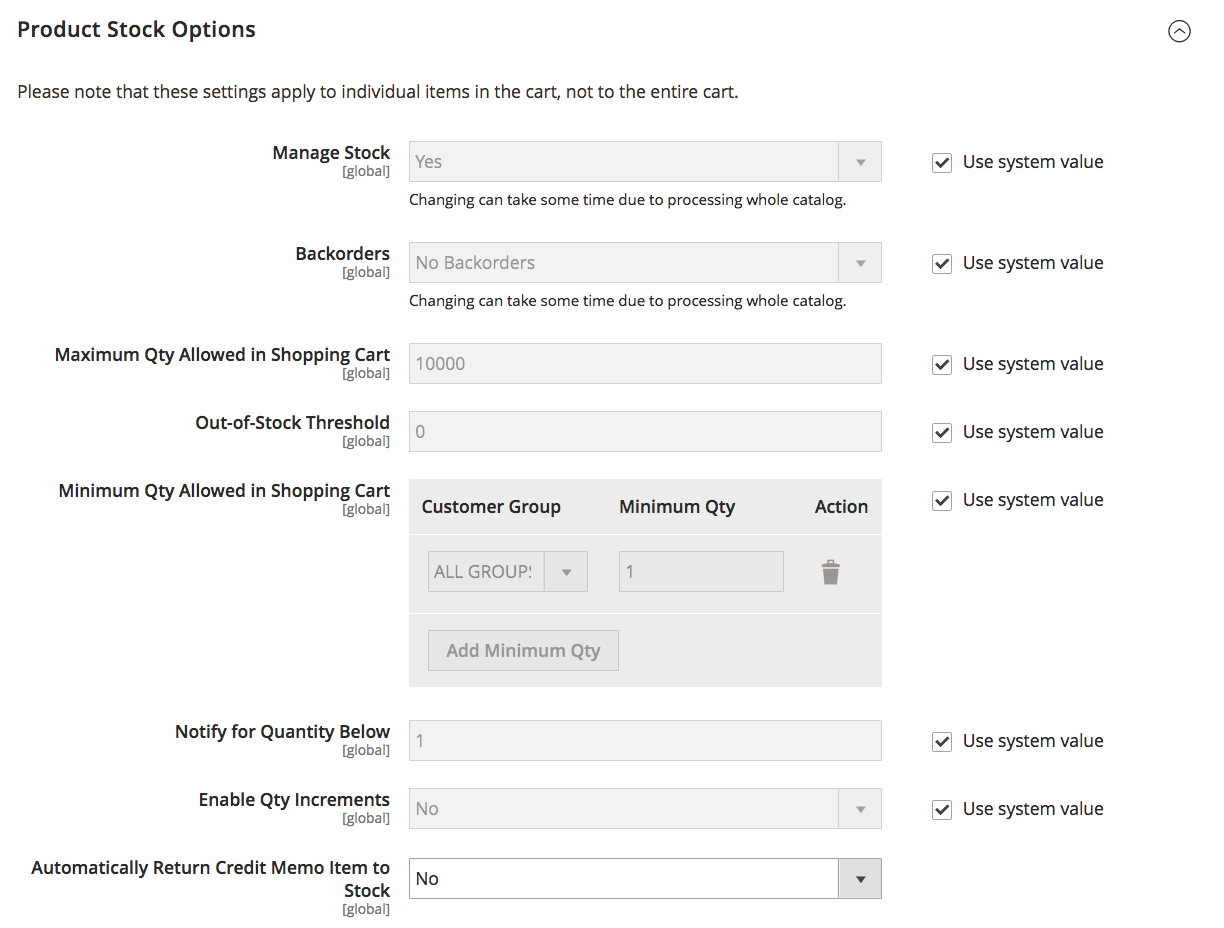 Product Stock Options
Please note that these settings apply to individual items in the cart, not to the entire cart.
Manage Stock
[global]
Yes
Use system value
Changing can take some time due to processing whole catalog.
Backorders
[global]
No Backorders
Use system value
Changing can take some time due to processing whole catalog.
Maximum Qty Allowed in Shopping Cart
[global]
10000
Use system value
Out-of-Stock Threshold
[global]
0
Use system value
Minimum Qty Allowed in Shopping Cart
[global]
Customer Group Minimum Qty Action
Use system value
ALL GROUPS 1
Add Minimum Qty
Notify for Quantity Below
[global]
1
Use system value
Enable Qty Increments
[global]
No
Use system value
Automatically Return Credit Memo Item to
Stock
[global]
No